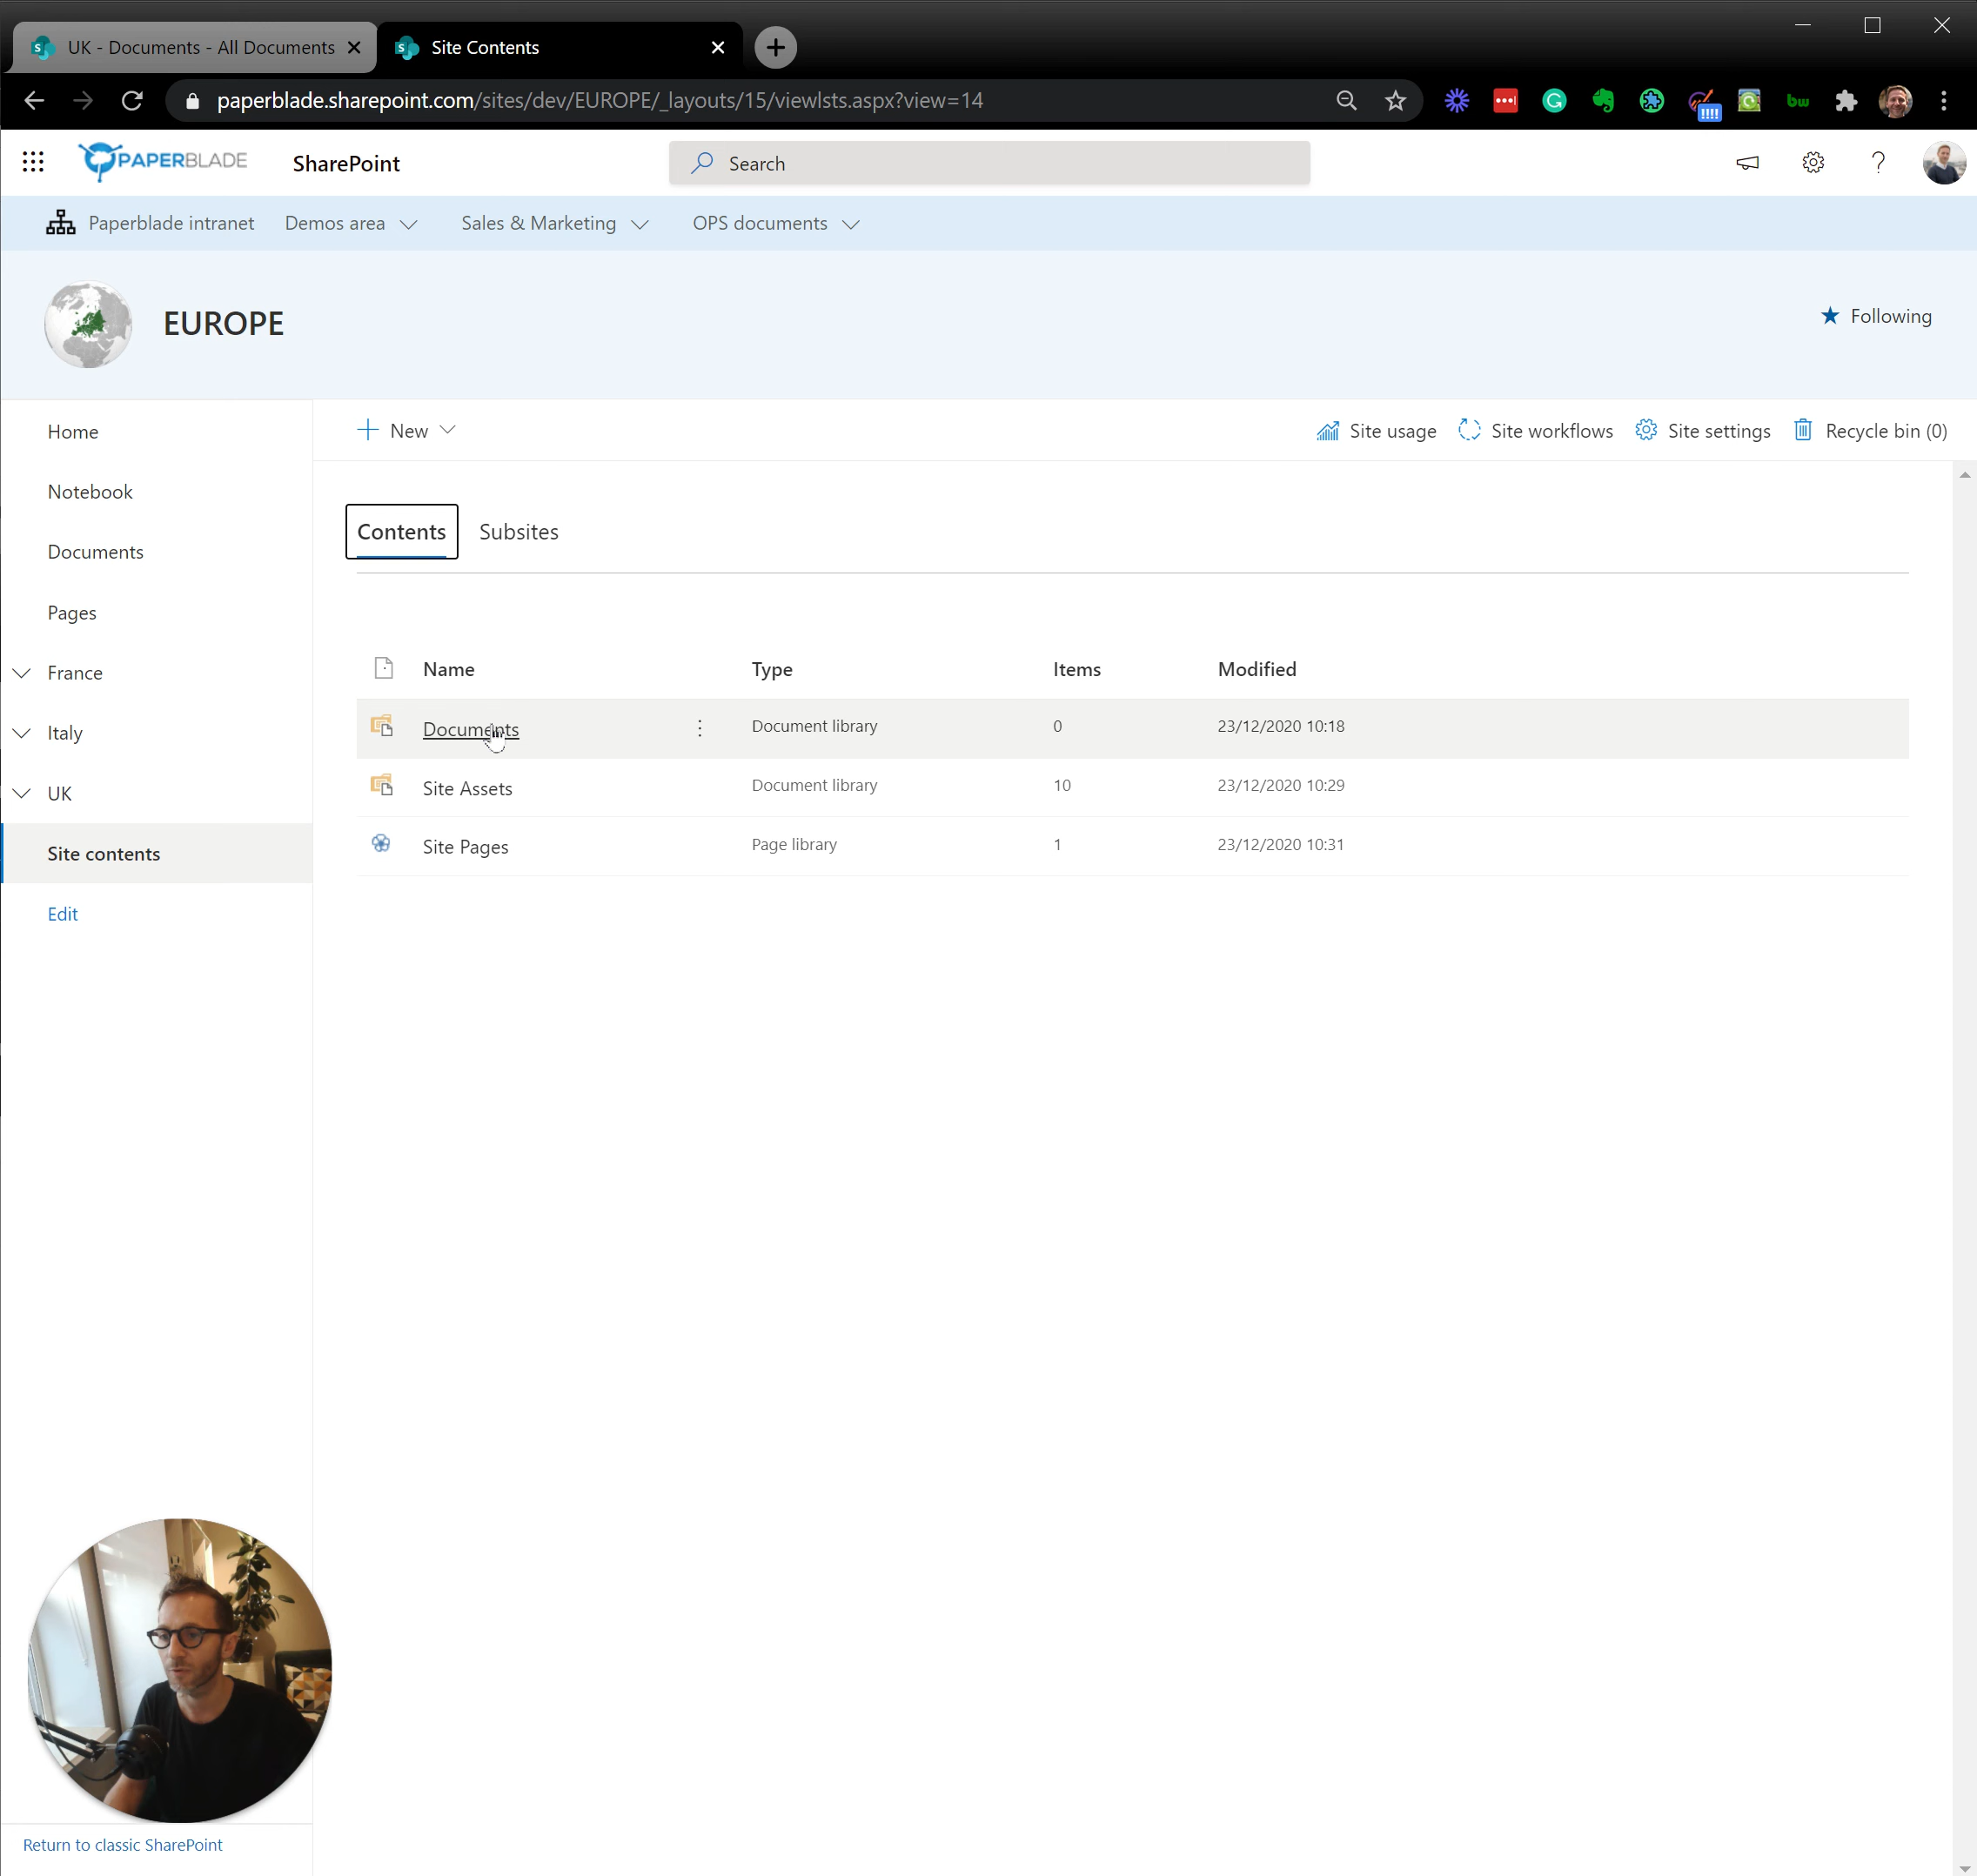 UK - Documents - All Documents
Site Contents
paperblade.sharepoint.com/sites/dev/EUROPE/_layouts/15/viewlsts.aspx?view=14
bw
PAPERBLADE
SharePoint
Search
Paperblade intranet
Demos area
Sales & Marketing
OPS documents
EUROPE
Following
Home
Notebook
Documents
Pages
France
Italy
UK
Site contents
Edit
New
Site usage
Site workflows
Site settings
Recycle bin (0)
Contents
Subsites
Name Type Items Modified
Documents Document library 0 23/12/2020 10:18
Site Assets Document library 10 23/12/2020 10:29
Site Pages Page library 1 23/12/2020 10:31
Return to classic SharePoint